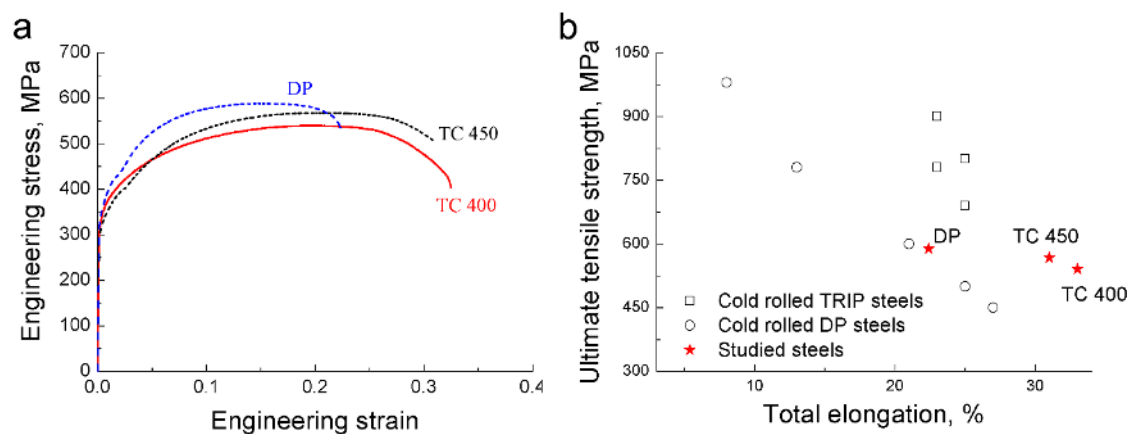 a
700
600
500
400
300
200
100
0
0.0
0.1
0.2
0.3
0.4
Engineering stress, MPa
Engineering strain
DP
TC 450
TC 400
b
1050
900
750
600
450
300
10
20
30
Ultimate tensile strength, MPa
Total elongation, %
DP
TC 450
TC 400
Cold rolled TRIP steels
Cold rolled DP steels
Studied steels